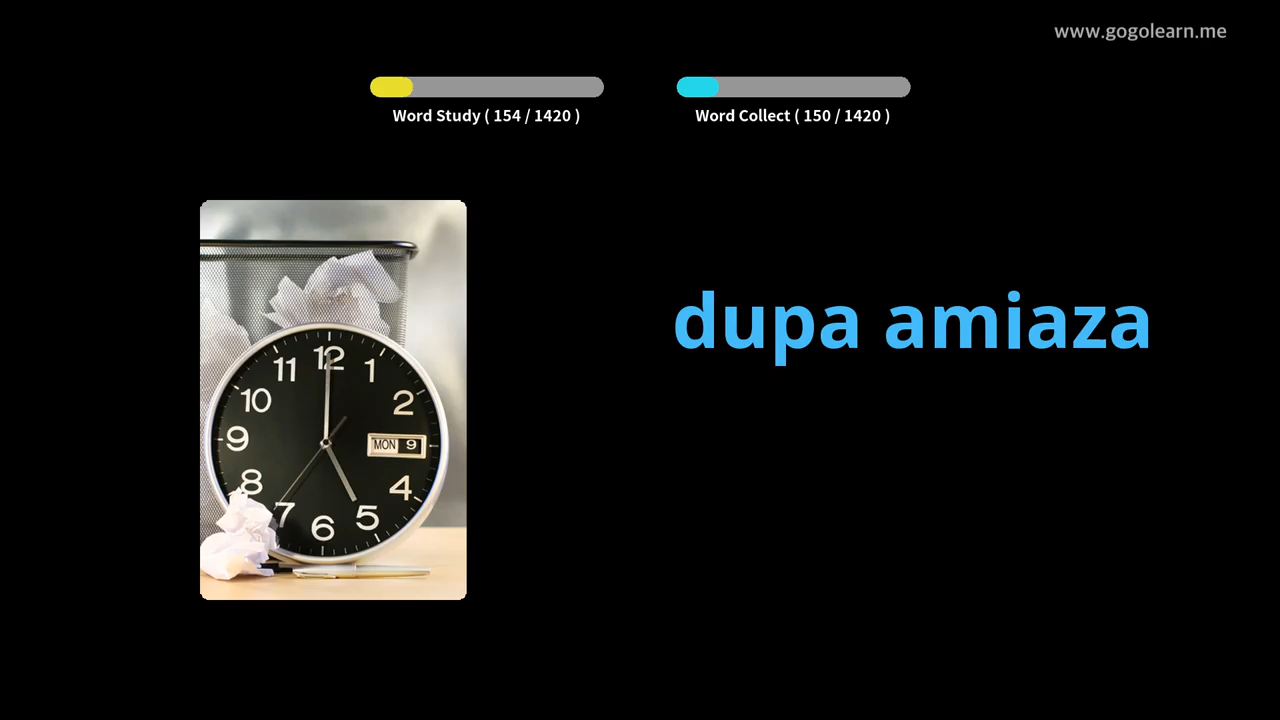 www.gogolearn.me
Word Study ( 154 / 1420 )
Word Collect ( 150 / 1420 )
dupa amiaza
12
11
1
10
2
9
MON 9
8
4
7
5
6